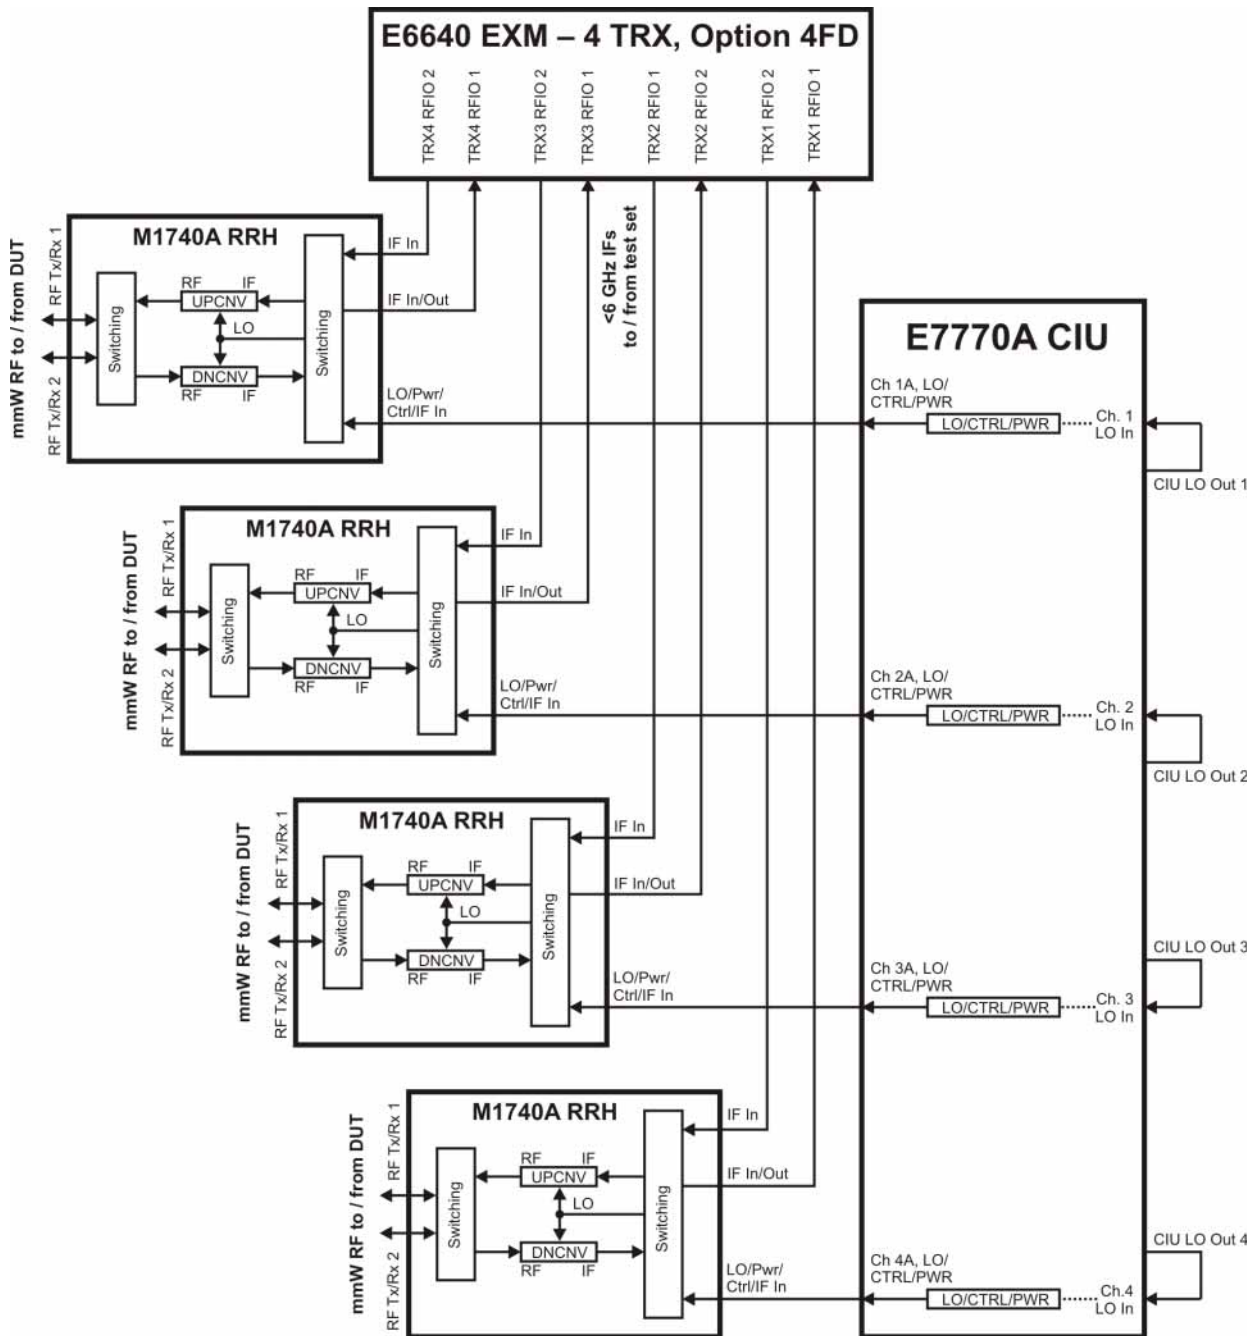 E6640 EXM – 4 TRX, Option 4FD
TRX4 RFIO 2
TRX4 RFIO 1
TRX3 RFIO 2
TRX3 RFIO 1
TRX2 RFIO 1
TRX2 RFIO 2
TRX1 RFIO 2
TRX1 RFIO 1
<6 GHz IFs
to / from test set
mmW RF to / from DUT
RF Tx/Rx 1
RF Tx/Rx 2
M1740A RRH
Switching
RF
IF
UPCNV
LO
DNCNV
RF
IF
Switching
IF In
IF In/Out
LO/Pwr/
Ctrl/IF In
mmW RF to / from DUT
RF Tx/Rx 1
RF Tx/Rx 2
M1740A RRH
Switching
RF
IF
UPCNV
LO
DNCNV
RF
IF
Switching
IF In
IF In/Out
LO/Pwr/
Ctrl/IF In
mmW RF to / from DUT
RF Tx/Rx 1
RF Tx/Rx 2
M1740A RRH
Switching
RF
IF
UPCNV
LO
DNCNV
RF
IF
Switching
IF In
IF In/Out
LO/Pwr/
Ctrl/IF In
mmW RF to / from DUT
RF Tx/Rx 1
RF Tx/Rx 2
M1740A RRH
Switching
RF
IF
UPCNV
LO
DNCNV
RF
IF
Switching
IF In
IF In/Out
LO/Pwr/
Ctrl/IF In
E7770A CIU
Ch 1A, LO/
CTRL/PWR
LO/CTRL/PWR
Ch. 1
LO In
CIU LO Out 1
Ch 2A, LO/
CTRL/PWR
LO/CTRL/PWR
Ch. 2
LO In
CIU LO Out 2
CIU LO Out 3
Ch 3A, LO/
CTRL/PWR
LO/CTRL/PWR
Ch. 3
LO In
CIU LO Out 4
Ch 4A, LO/
CTRL/PWR
LO/CTRL/PWR
Ch.4
LO In